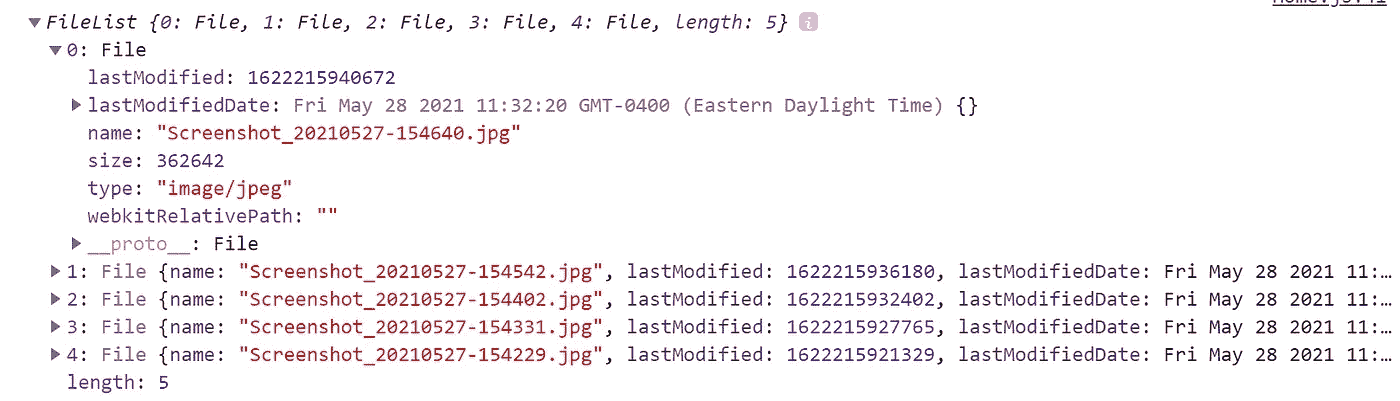 ▼FileList {0: File, 1: File, 2: File, 3: File, 4: File, length: 5} i
▼0: File
lastModified: 1622215940672
▶lastModifiedDate: Fri May 28 2021 11:32:20 GMT-0400 (Eastern Daylight Time) {}
name: "Screenshot_20210527-154640.jpg"
size: 362642
type: "image/jpeg"
webkitRelativePath: ""
▶__proto__: File
▶1: File {name: "Screenshot_20210527-154542.jpg", lastModified: 1622215936180, lastModifiedDate: Fri May 28 2021 11:…
▶2: File {name: "Screenshot_20210527-154402.jpg", lastModified: 1622215932402, lastModifiedDate: Fri May 28 2021 11:…
▶3: File {name: "Screenshot_20210527-154331.jpg", lastModified: 1622215927765, lastModifiedDate: Fri May 28 2021 11:…
▶4: File {name: "Screenshot_20210527-154229.jpg", lastModified: 1622215921329, lastModifiedDate: Fri May 28 2021 11:…
length: 5